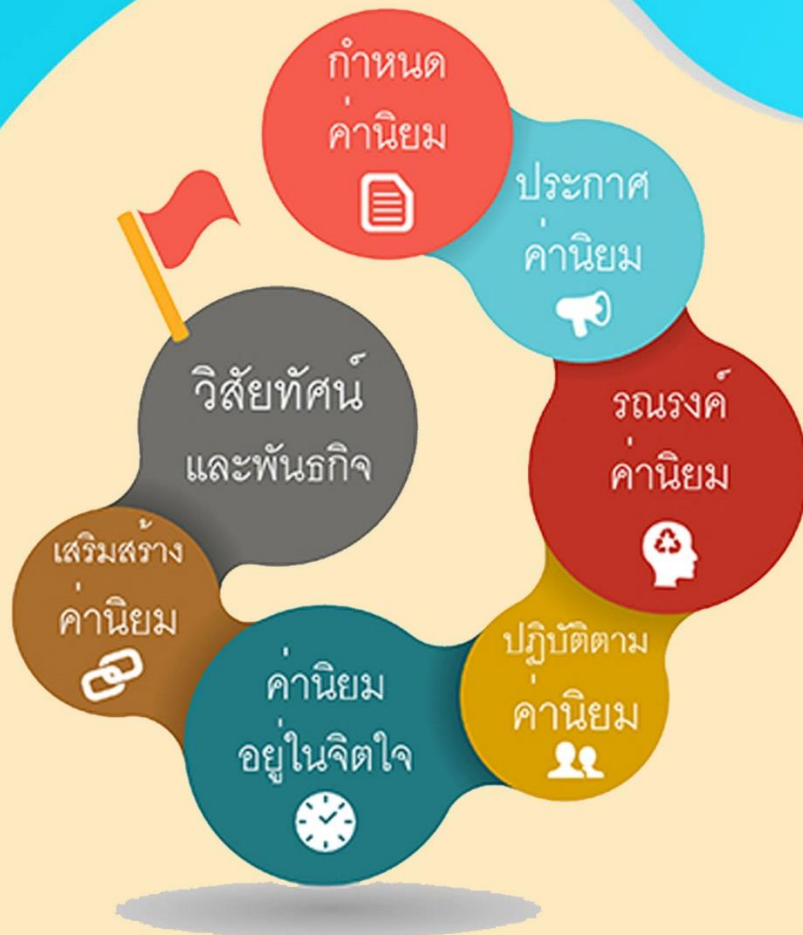 กำหนด
ค่านิยม
ประกาศ
ค่านิยม
รณรงค์
ค่านิยม
ปฏิบัติตาม
ค่านิยม
ค่านิยม
อยู่ในจิตใจ
เสริมสร้าง
ค่านิยม
วิสัยทัศน์
และพันธกิจ